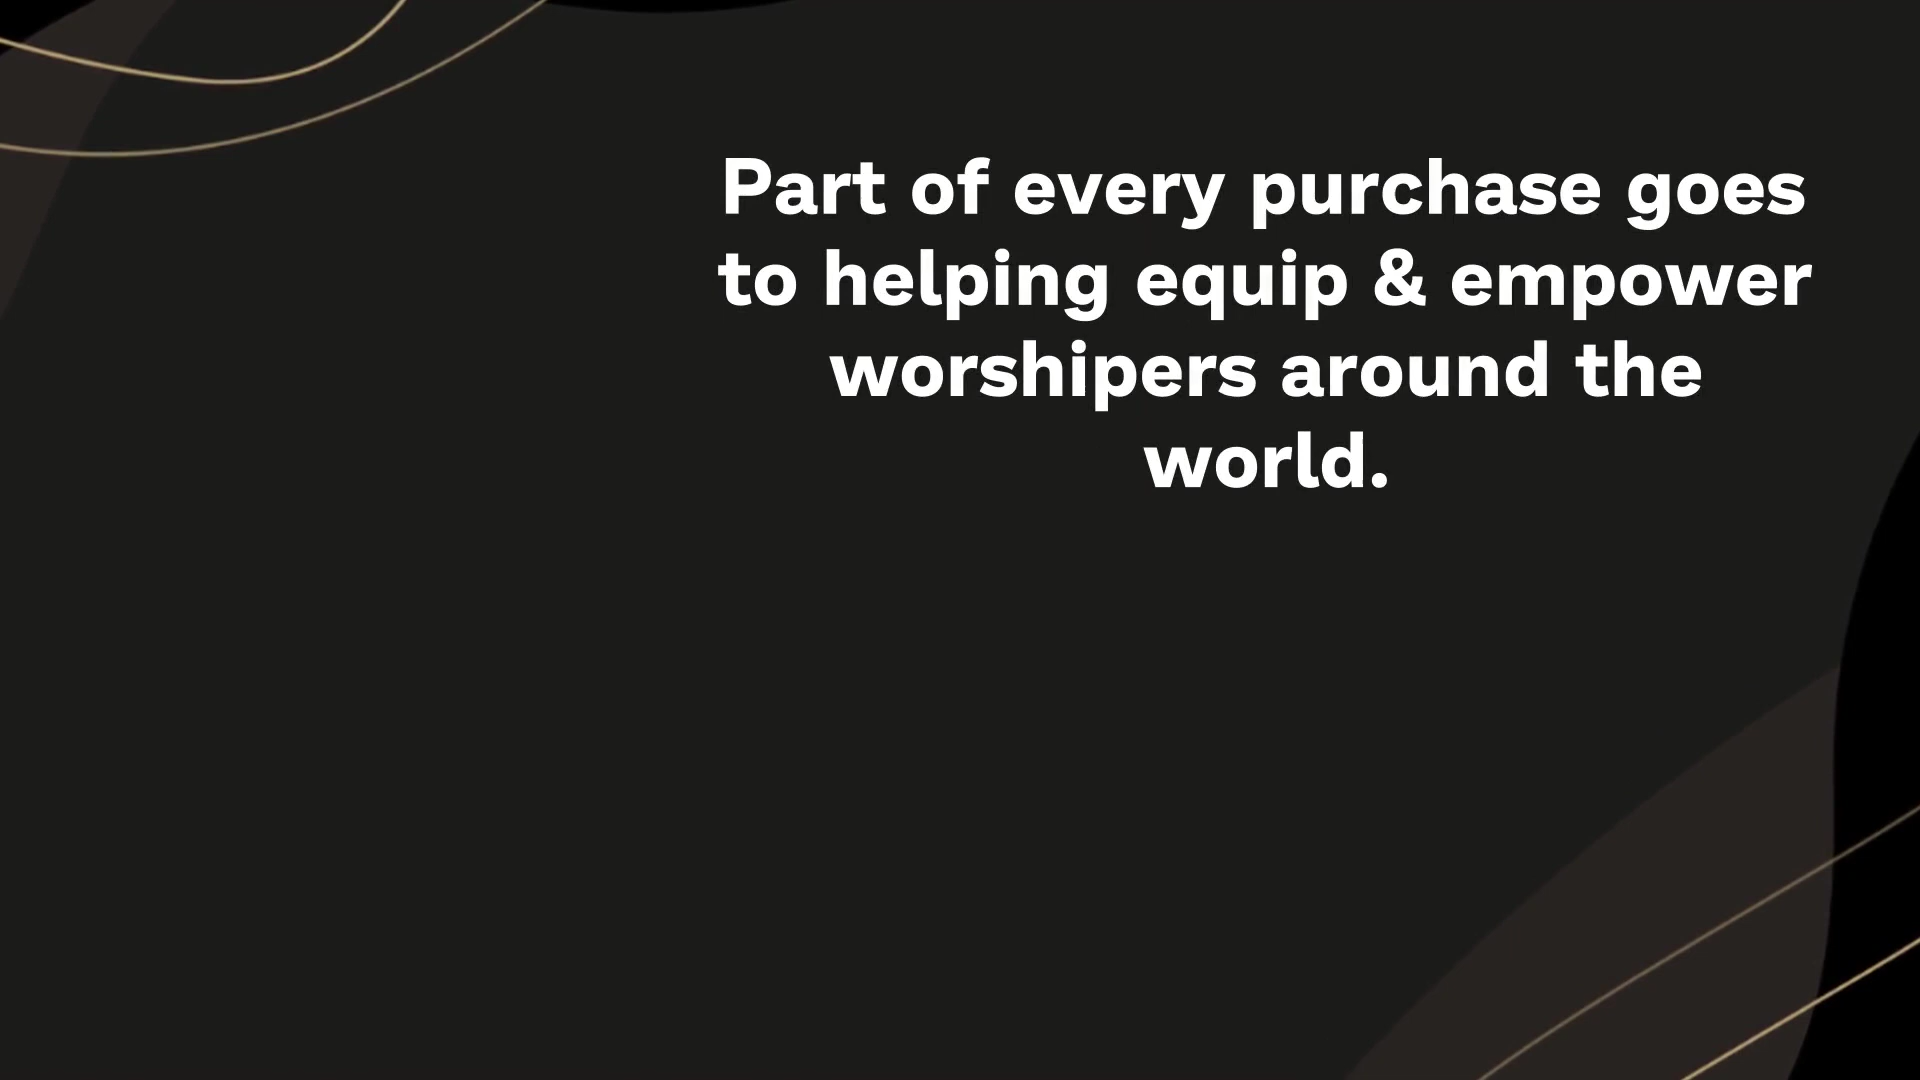 Part of every purchase goes
to helping equip & empower
worshipers around the
world.